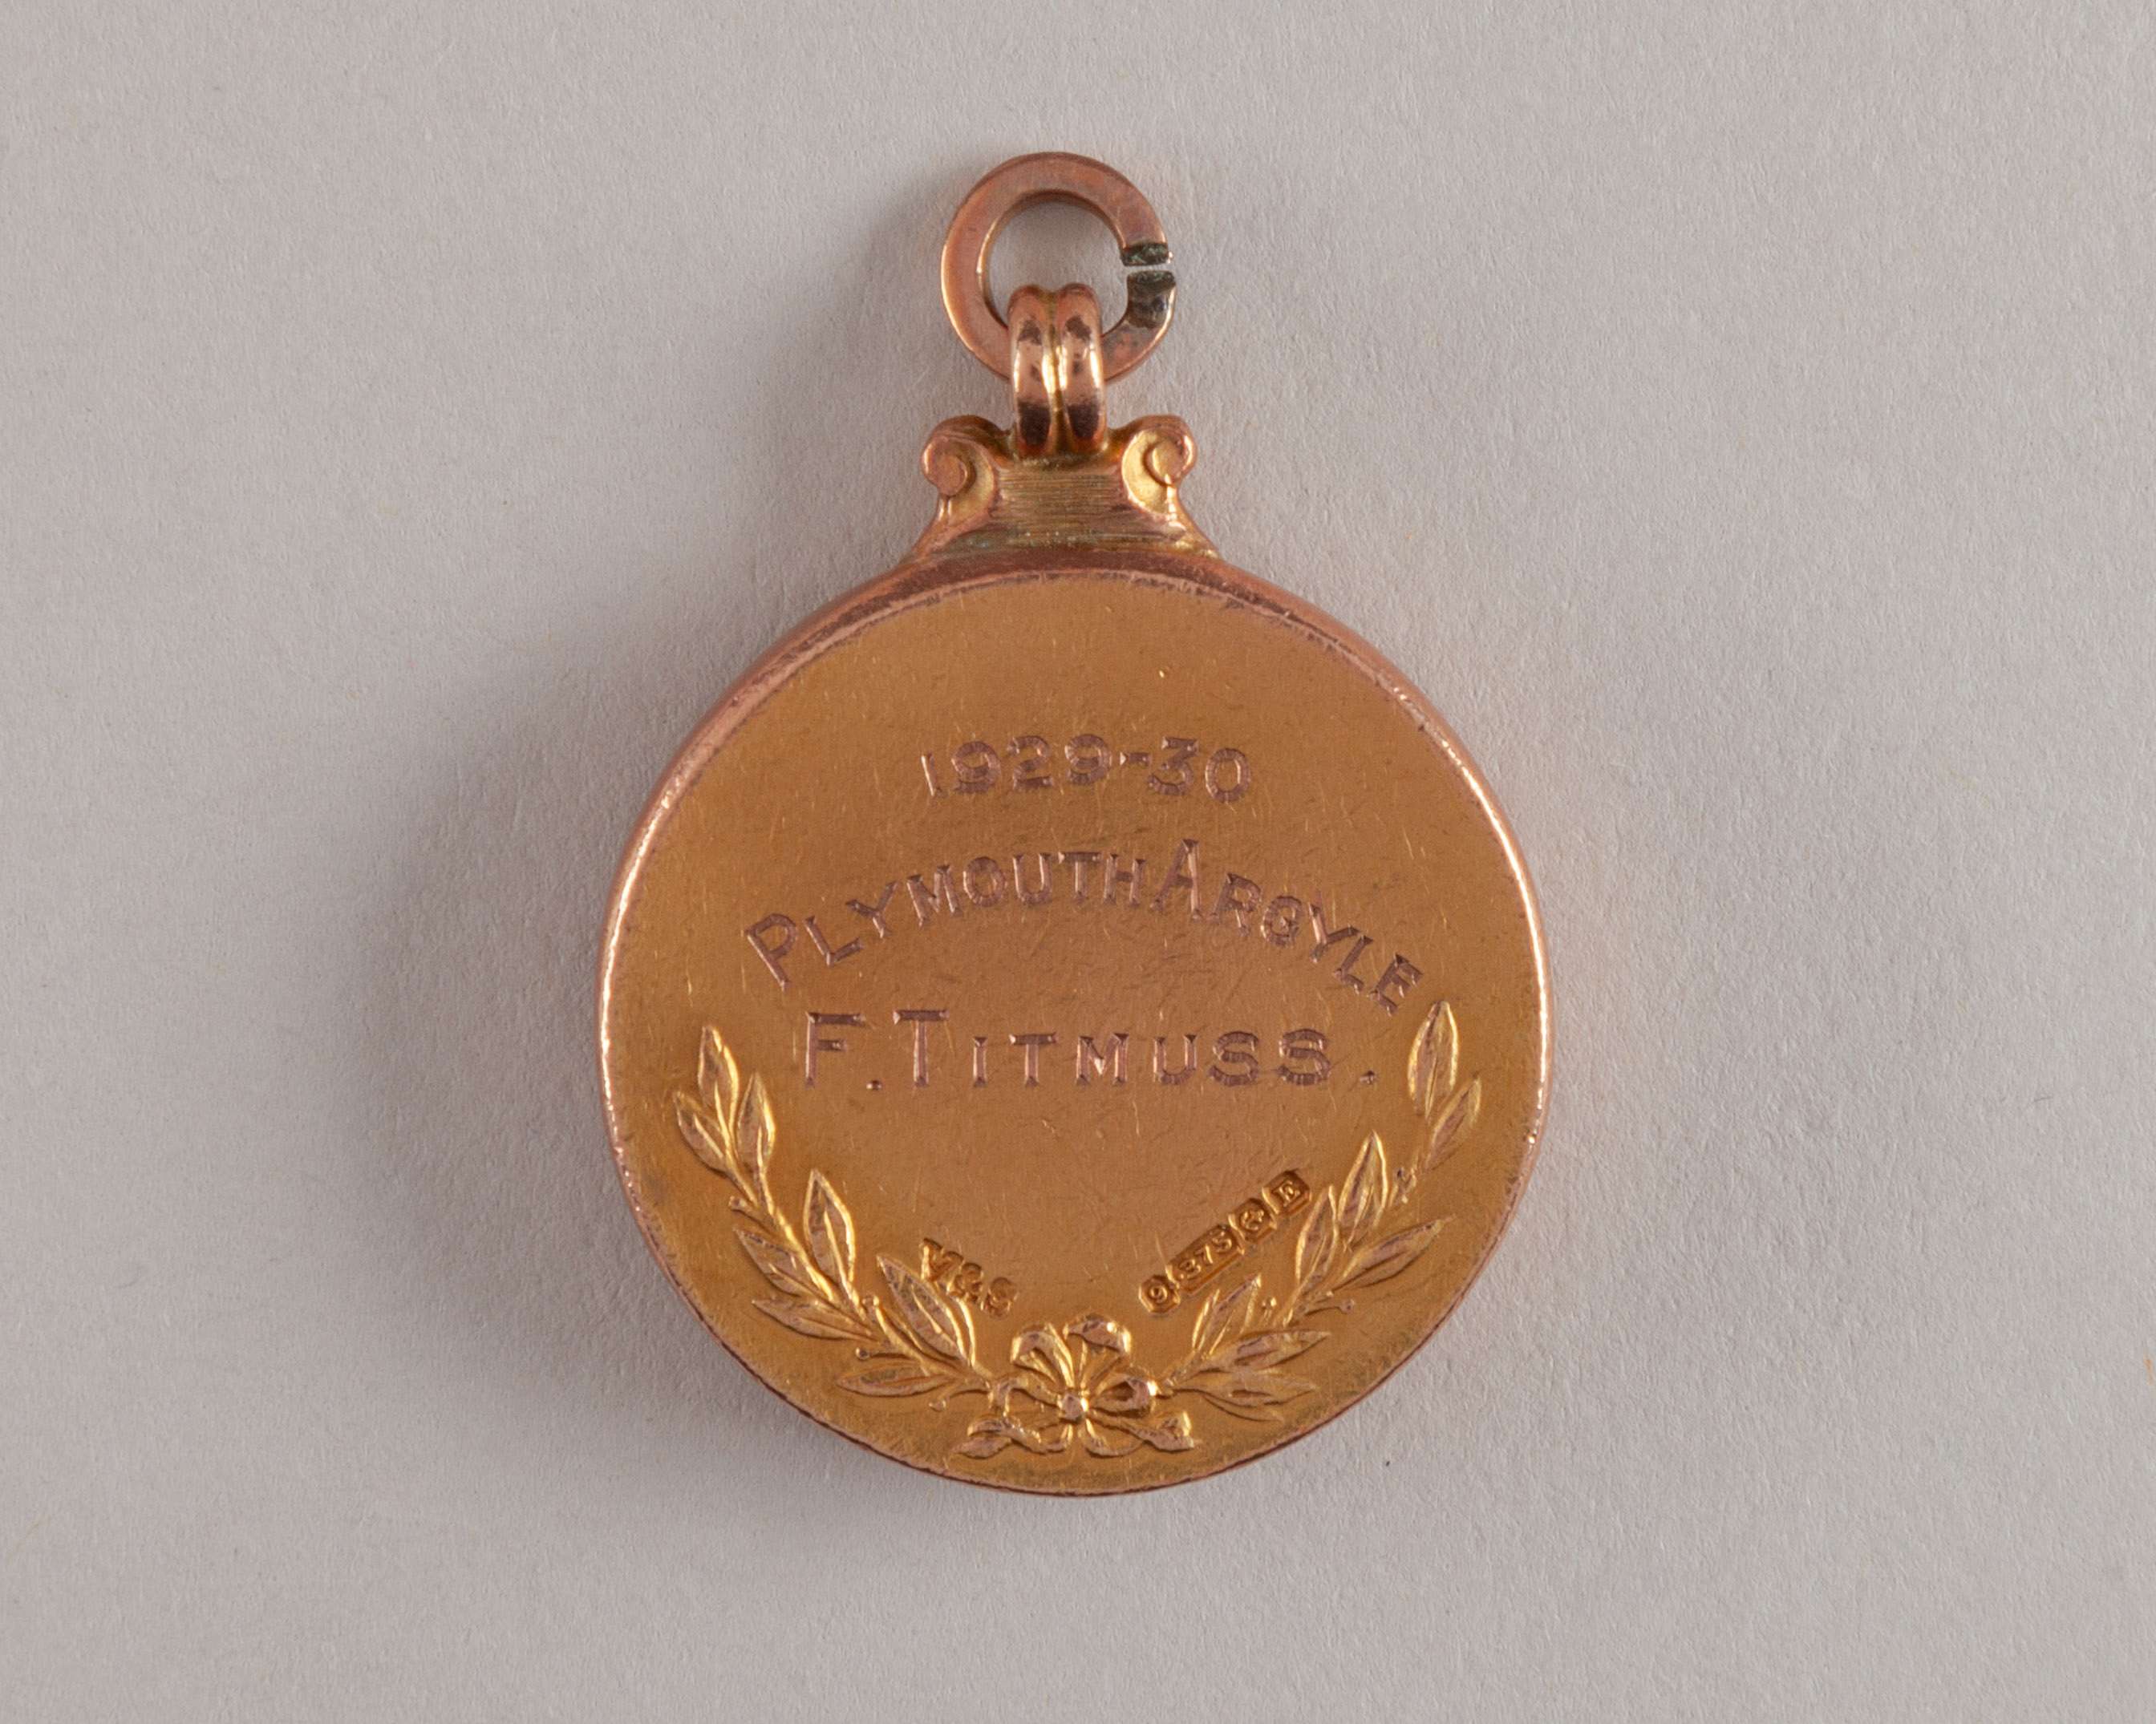 1929-30
PLYMOUTH ARGYLE
F. TITMUSS.
V&S
9 .375 E